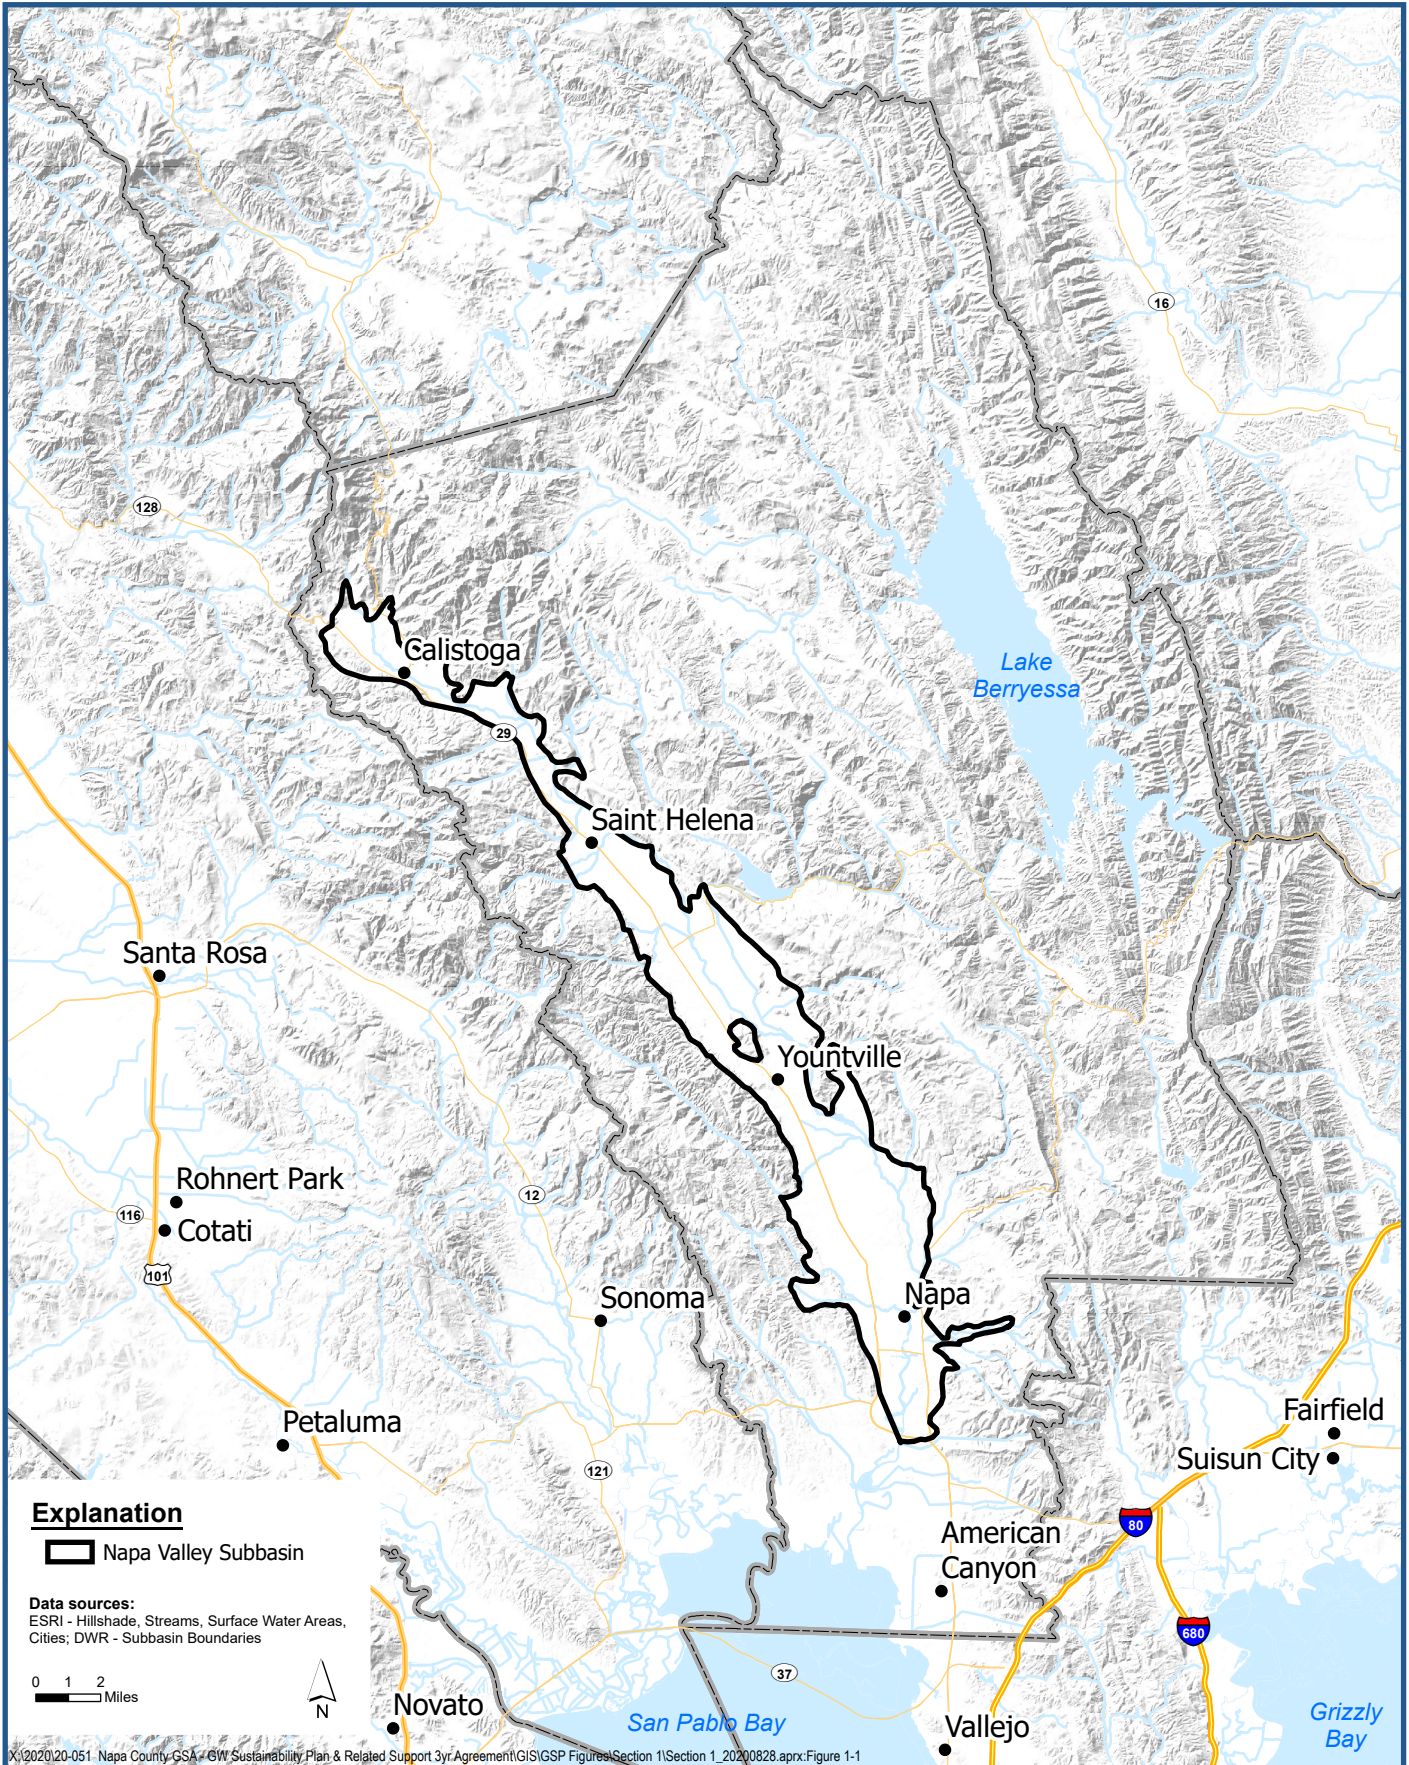 16
128
Calistoga
Lake
Berryessa
29
Saint Helena
Santa Rosa
Yountville
Rohnert Park
12
116
Cotati
101
Napa
Sonoma
Petaluma
Fairfield
Suisun City
121
Explanation
Napa Valley Subbasin
80
American
Canyon
Data sources:
ESRI - Hillshade, Streams, Surface Water Areas,
Cities; DWR - Subbasin Boundaries
680
37
0 1 2
Miles
N
Novato
San Pablo Bay
Vallejo
Grizzly
Bay
X:\2020\20-051 Napa County GSA - GW Sustainability Plan & Related Support 3yr Agreement\GIS\GSP Figures\Section 1\Section 1_20200828.aprx:Figure 1-1